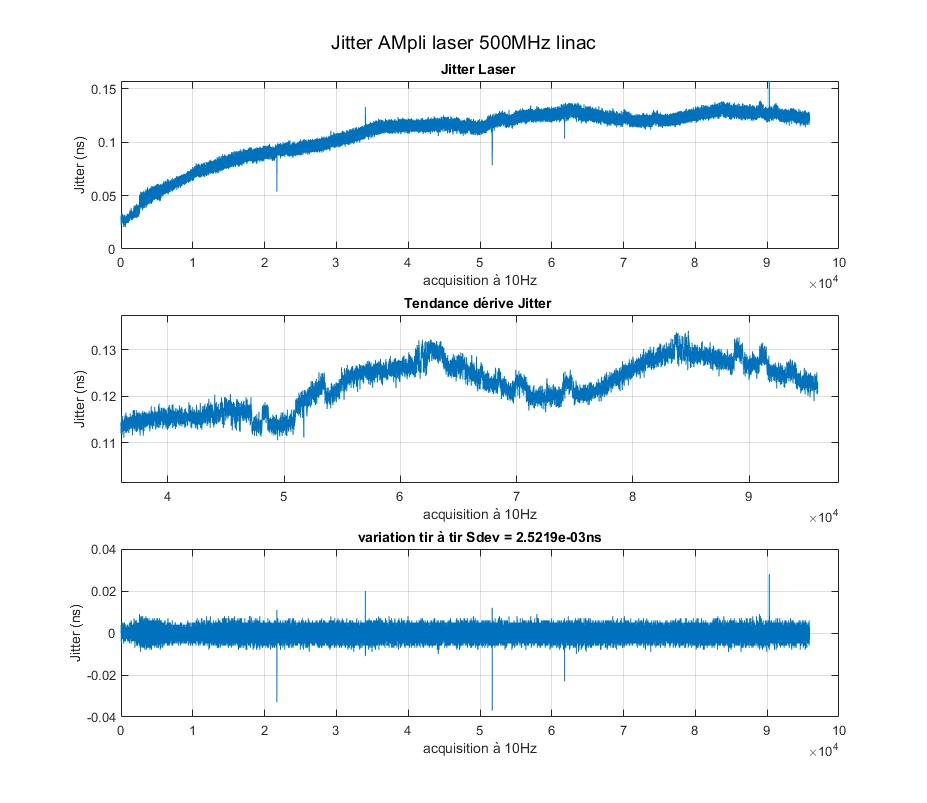 Jitter AMpli laser 500MHz linac
Jitter Laser
Jitter (ns)
0.15
0.1
0.05
0
0 1 2 3 4 5 6 7 8 9 10
acquisition à 10Hz
×10^4
Tendance dérive Jitter
Jitter (ns)
0.13
0.12
0.11
4 5 6 7 8 9
acquisition à 10Hz
×10^4
variation tir à tir Sdev = 2.5219e-03ns
Jitter (ns)
0.04
0.02
0
-0.02
-0.04
0 1 2 3 4 5 6 7 8 9 10
acquisition à 10Hz
×10^4